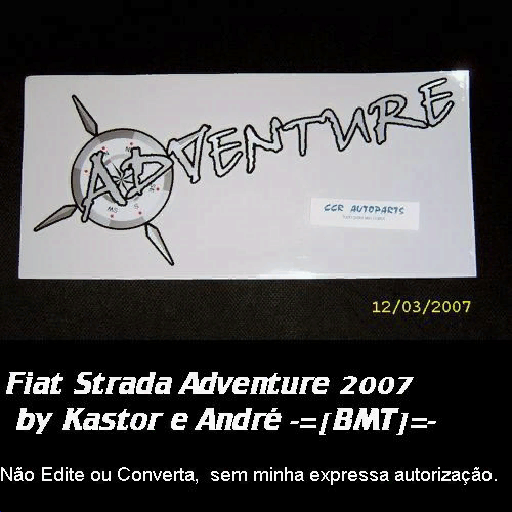 ADVENTURE
CCR AUTOPARTS
12/03/2007
Fiat Strada Adventure 2007
by Kastor e André -=[BMT]=-
Não Edite ou Converta, sem minha expressa autorização.